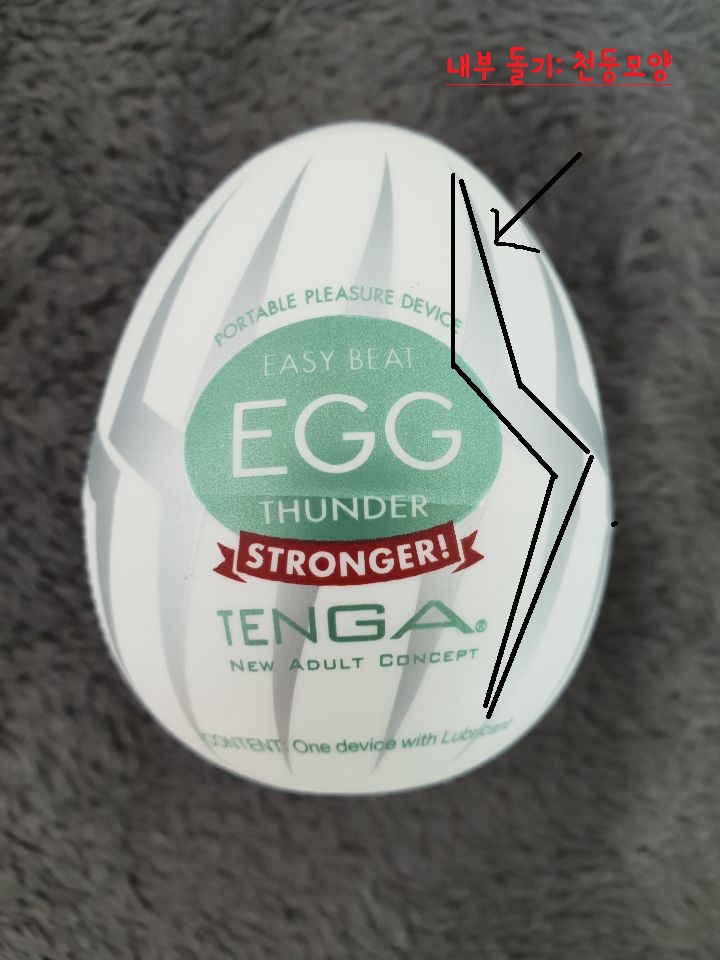 내부 돌기: 천둥모양
PORTABLE PLEASURE DEVICE
EASY BEAT
EGG
THUNDER
STRONGER!
TENGA®
NEW ADULT CONCEPT
CONTENT: One device with Lubricant